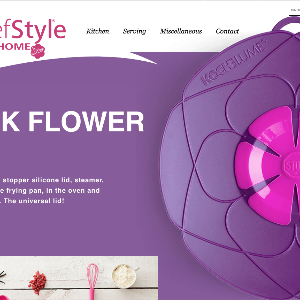 efStyle
HOME
Kitchen Serving Miscellaneous Contact
K FLOWER
stopper silicone lid, steamer.
e frying pan, in the oven and
. The universal lid!
KOCHBLUME